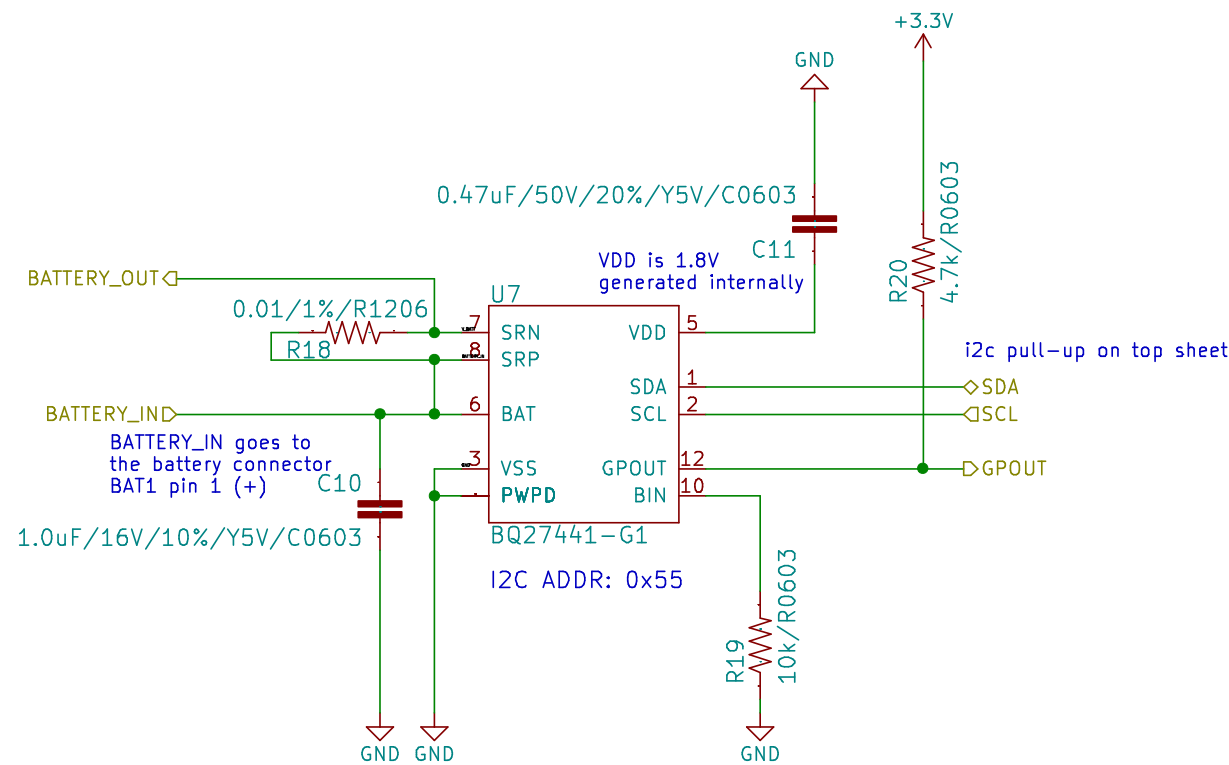 +3.3V
GND
0.47uF/50V/20%/Y5V/C0603
C11
R20
4.7k/R0603
VDD is 1.8V
generated internally
BATTERY_OUT
0.01/1%/R1206
R18
U7
7
SRN
8
SRP
6
BAT
3
VSS
PWPD
VDD
5
SDA
1
SCL
2
GPOUT
12
BIN
10
i2c pull-up on top sheet
SDA
SCL
GPOUT
BATTERY_IN
BATTERY_IN goes to
the battery connector
BAT1 pin 1 (+)
C10
1.0uF/16V/10%/Y5V/C0603
BQ27441-G1
I2C ADDR: 0x55
R19
10k/R0603
GND
GND
GND